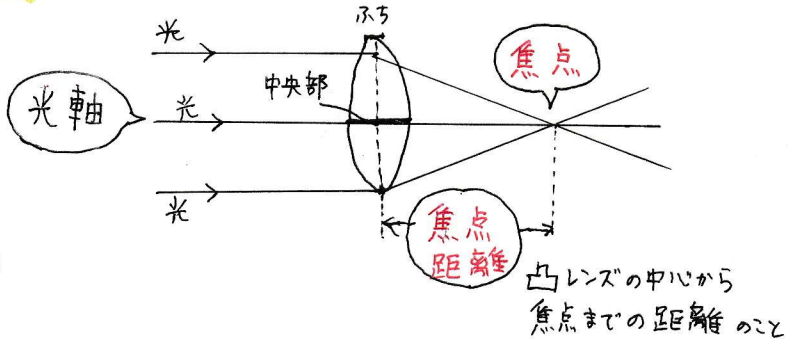 ふち
光
焦点
中央部
光軸
光
光
焦点
距離
凸レンズの中心から
焦点までの距離のこと